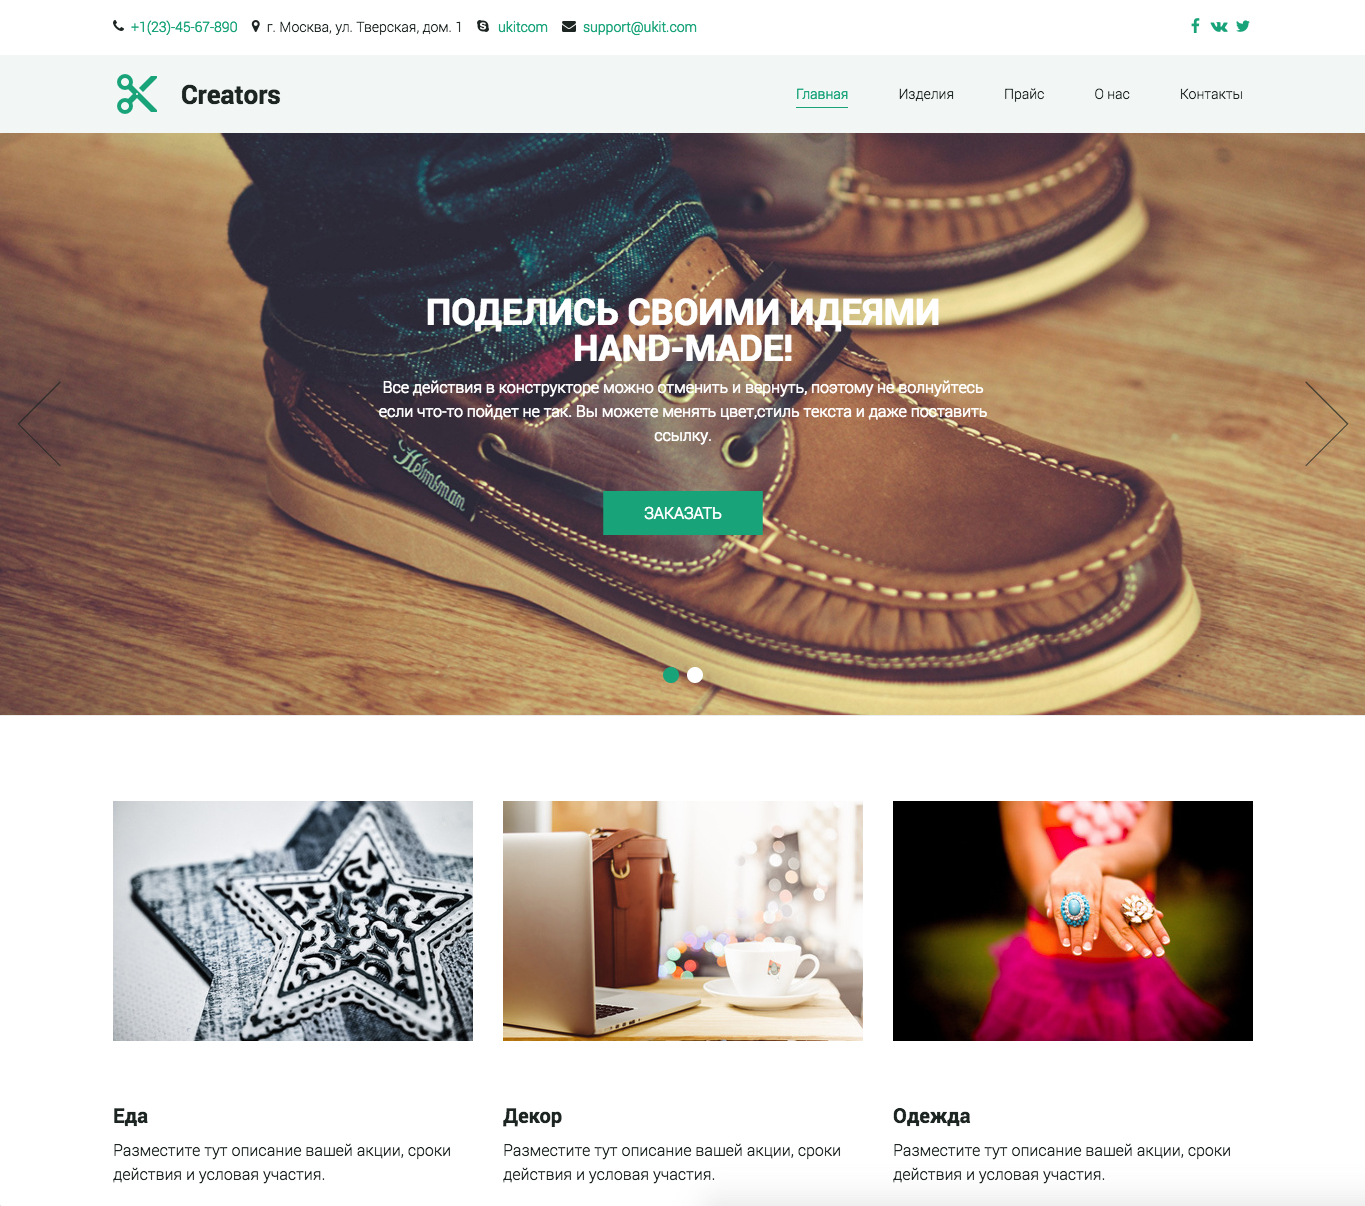 +1(23)-45-67-890 г. Москва, ул. Тверская, дом. 1 ukitcom support@ukit.com
Creators Главная Изделия Прайс О нас Контакты
ПОДЕЛИСЬ СВОИМИ ИДЕЯМИ
HAND-MADE!
Все действия в конструкторе можно отменить и вернуть, поэтому не волнуйтесь
если что-то пойдет не так. Вы можете менять цвет,стиль текста и даже поставить
ссылку.
ЗАКАЗАТЬ
Еда
Разместите тут описание вашей акции, сроки
действия и условая участия.
Декор
Разместите тут описание вашей акции, сроки
действия и условая участия.
Одежда
Разместите тут описание вашей акции, сроки
действия и условая участия.